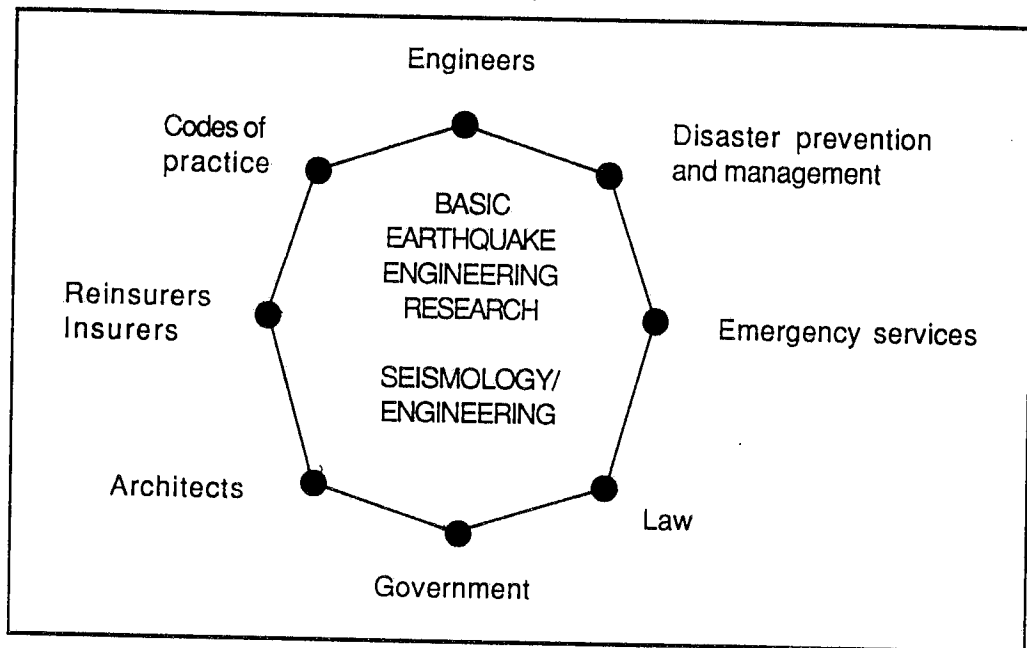 Engineers
Codes of
practice
Disaster prevention
and management
BASIC
EARTHQUAKE
ENGINEERING
RESEARCH
Reinsurers
Insurers
Emergency services
SEISMOLOGY/
ENGINEERING
Architects
Law
Government